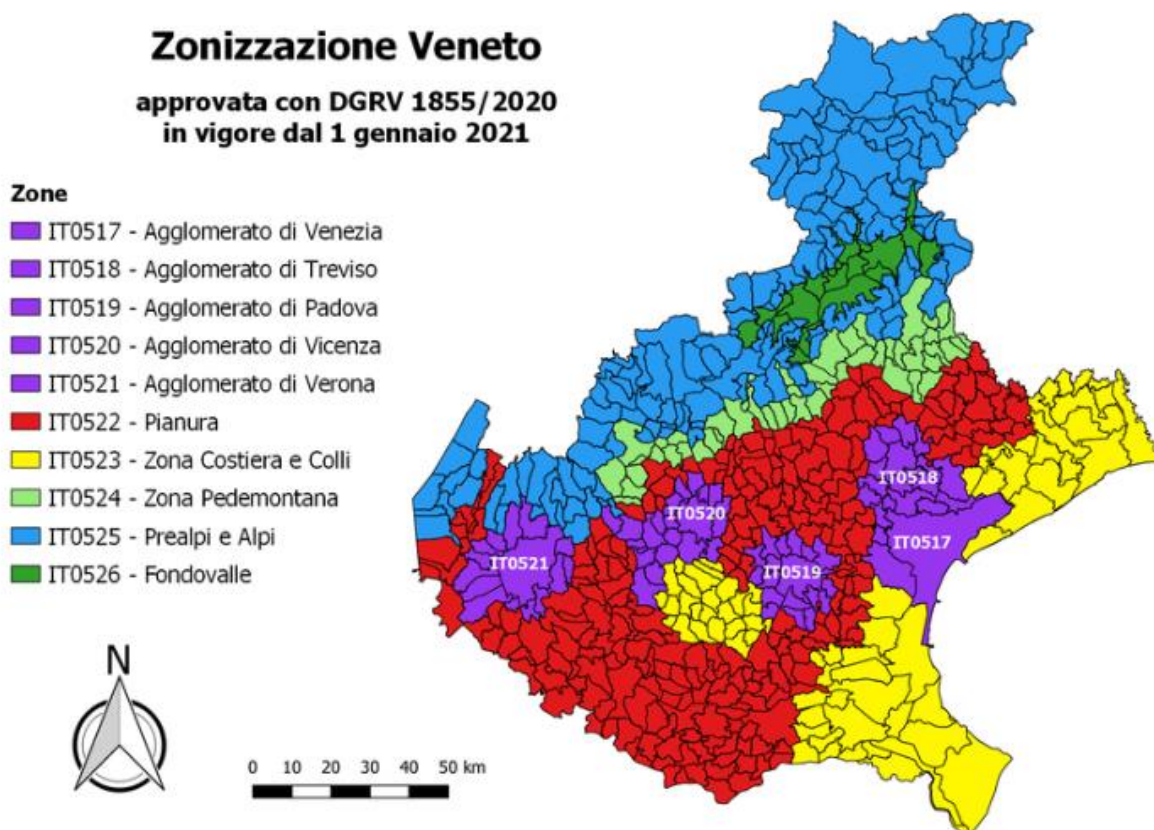 Zonizzazione Veneto
approvata con DGRV 1855/2020
in vigore dal 1 gennaio 2021
Zone
IT0517 - Agglomerato di Venezia
IT0518 - Agglomerato di Treviso
IT0519 - Agglomerato di Padova
IT0520 - Agglomerato di Vicenza
IT0521 - Agglomerato di Verona
IT0522 - Pianura
IT0523 - Zona Costiera e Colli
IT0524 - Zona Pedemontana
IT0525 - Prealpi e Alpi
IT0526 - Fondovalle
IT0518
IT0520
IT0517
IT0521
IT0519
N
0 10 20 30 40 50 km